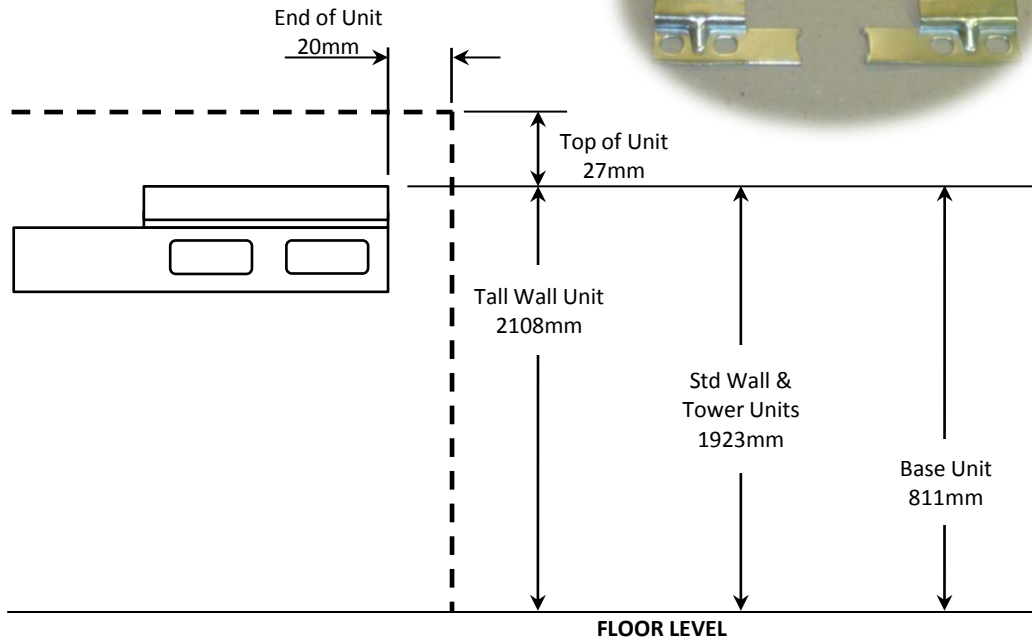 End of Unit
20mm
Top of Unit
27mm
Tall Wall Unit
2108mm
Std Wall &
Tower Units
1923mm
Base Unit
811mm
FLOOR LEVEL